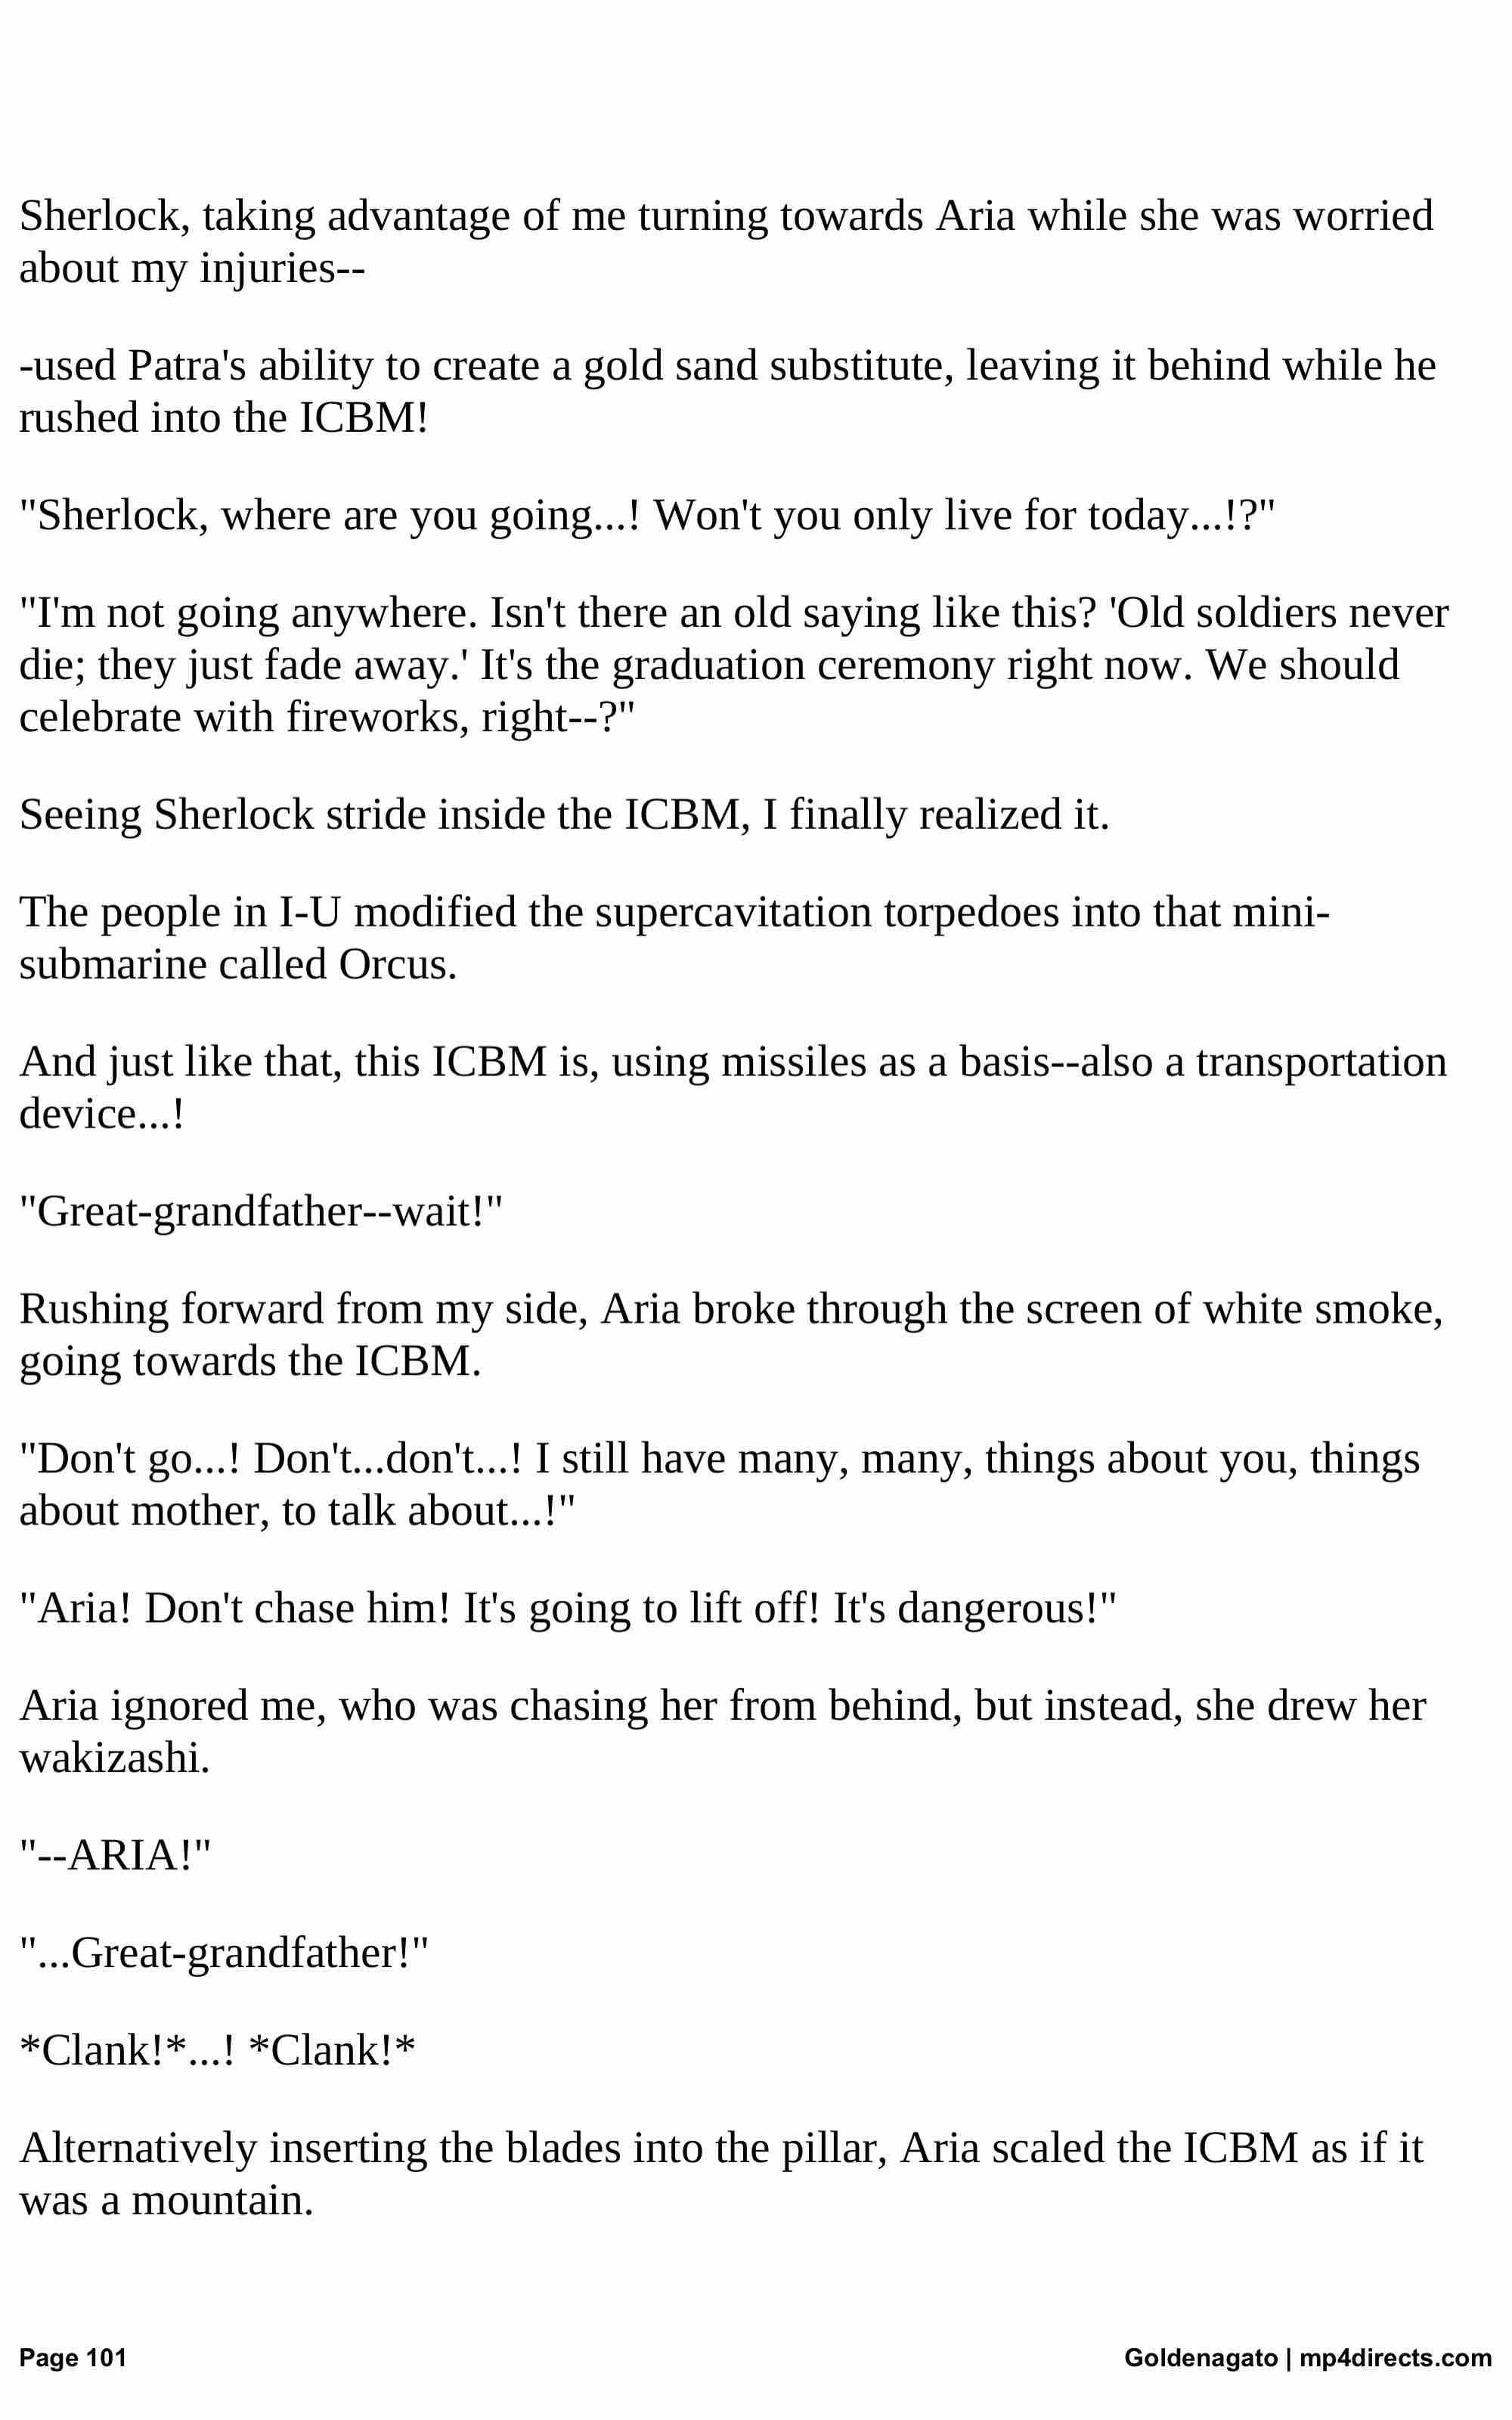 Sherlock, taking advantage of me turning towards Aria while she was worried
about my injuries--
-used Patra's ability to create a gold sand substitute, leaving it behind while he
rushed into the ICBM!
"Sherlock, where are you going...! Won't you only live for today...!?"
"I'm not going anywhere. Isn't there an old saying like this? 'Old soldiers never
die; they just fade away.' It's the graduation ceremony right now. We should
celebrate with fireworks, right--?"
Seeing Sherlock stride inside the ICBM, I finally realized it.
The people in I-U modified the supercavitation torpedoes into that mini-
submarine called Orcus.
And just like that, this ICBM is, using missiles as a basis--also a transportation
device...!
"Great-grandfather--wait!"
Rushing forward from my side, Aria broke through the screen of white smoke,
going towards the ICBM.
"Don't go...! Don't...don't...! I still have many, many, things about you, things
about mother, to talk about...!"
"Aria! Don't chase him! It's going to lift off! It's dangerous!"
Aria ignored me, who was chasing her from behind, but instead, she drew her
wakizashi.
"--ARIA!"
"...Great-grandfather!"
*Clank!*...! *Clank!*
Alternatively inserting the blades into the pillar, Aria scaled the ICBM as if it
was a mountain.
Page 101
Goldenagato | mp4directs.com